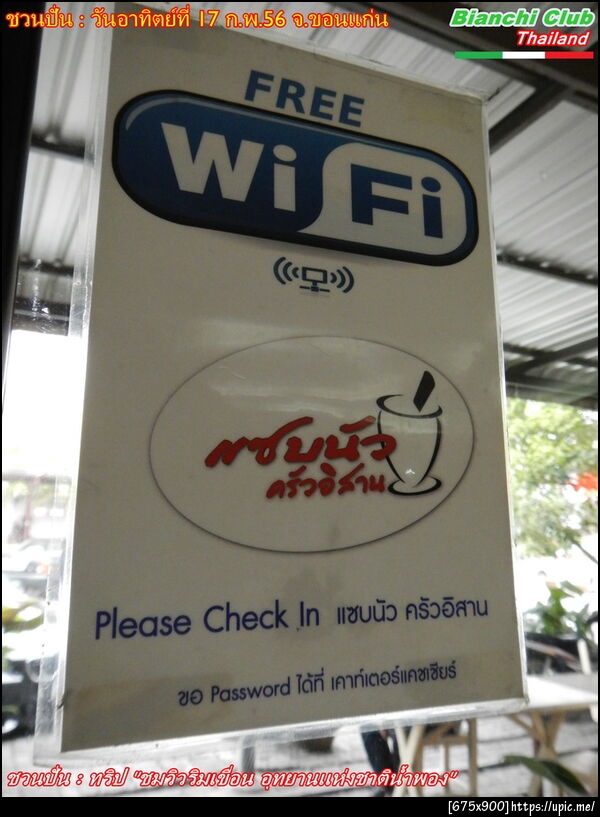 ชวนปั่น : วันอาทิตย์ที่ 17 ก.พ.56 จ.ขอนแก่น
Bianchi Club
Thailand
FREE
Wi Fi
แซบนัว
ครัวอิสาน
Please Check In แซบนัว ครัวอิสาน
ขอ Password ได้ที่ เคาท์เตอร์แคชเชียร์
ชวนปั่น : ทริป "ชมวิวริมเขื่อน อุทยานแห่งชาติน้ำพอง"
[675x900]https://upic.me/